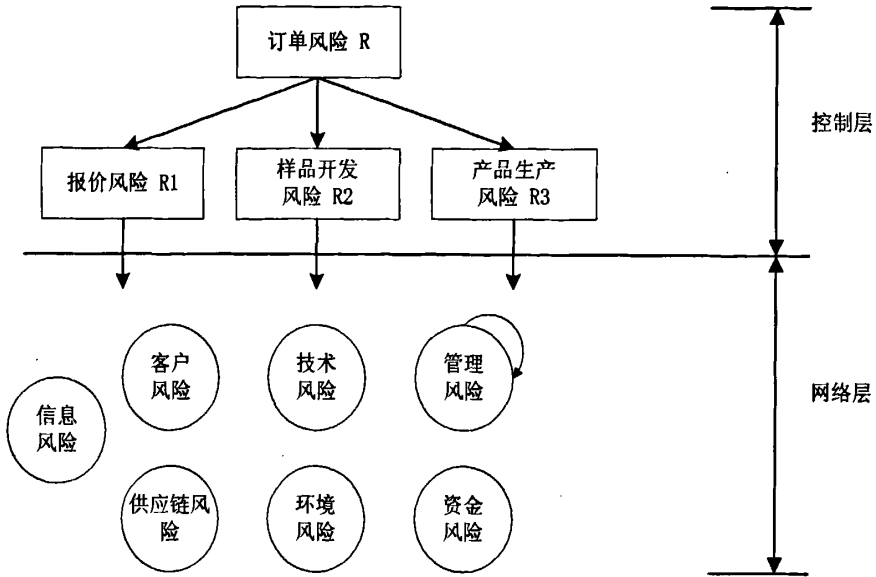 订单风险 R
控制层
报价风险 R1
样品开发
风险 R2
产品生产
风险 R3
客户
风险
技术
风险
管理
风险
信息
风险
网络层
供应链风
险
环境
风险
资金
风险